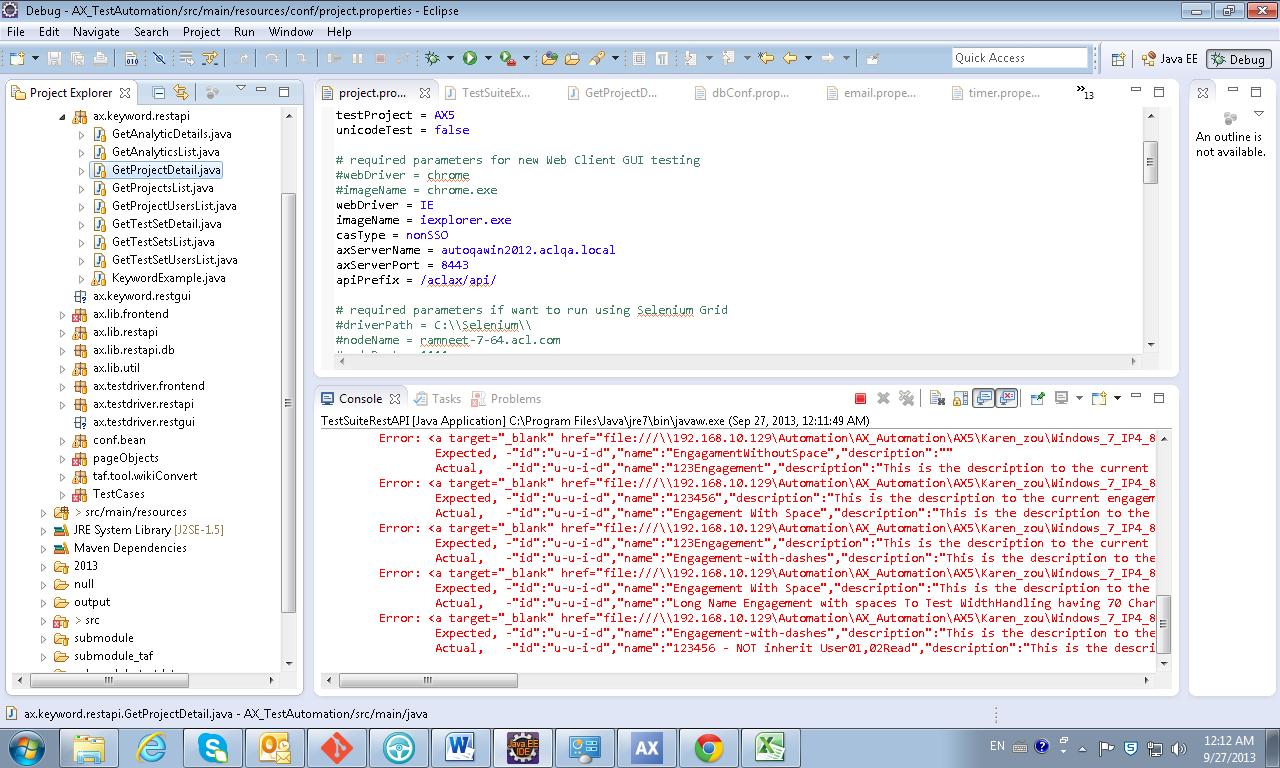 Debug - AX_TestAutomation/src/main/resources/conf/project.properties - Eclipse
File Edit Navigate Search Project Run Window Help
Quick Access
Java EE
Debug
Project Explorer
ax.keyword.restapi
GetAnalyticDetails.java
GetAnalyticsList.java
GetProjectDetail.java
GetProjectsList.java
GetProjectUsersList.java
GetTestSetDetail.java
GetTestSetsList.java
GetTestSetUsersList.java
KeywordExample.java
ax.keyword.restgui
ax.lib.frontend
ax.lib.restapi
ax.lib.restapi.db
ax.lib.util
ax.testdriver.frontend
ax.testdriver.restapi
ax.testdriver.restgui
conf.bean
pageObjects
taf.tool.wikiConvert
TestCases
> src/main/resources
JRE System Library [J2SE-1.5]
Maven Dependencies
2013
null
output
> src
submodule
submodule_taf
project.pro... TestSuiteEx... GetProjectD... dbConf.prop... email.prope... timer.prope... »13
testProject = AX5
unicodeTest = false
# required parameters for new Web Client GUI testing
#webDriver = chrome
#imageName = chrome.exe
webDriver = IE
imageName = iexplorer.exe
casType = nonSSO
axServerName = autoqawin2012.aclqa.local
axServerPort = 8443
apiPrefix = /aclax/api/
# required parameters if want to run using Selenium Grid
#driverPath = C:\\Selenium\\
#nodeName = ramneet-7-64.acl.com
An outline is
not available.
Console Tasks Problems
TestSuiteRestAPI [Java Application] C:\Program Files\Java\jre7\bin\javaw.exe (Sep 27, 2013, 12:11:49 AM)
Error: <a target="_blank" href="file:///\\192.168.10.129\Automation\AX_Automation\AX5\Karen_zou\Windows_7_IP4_8
Expected, -"id":"u-u-i-d","name":"EngagamentWithoutSpace","description":""
Actual, -"id":"u-u-i-d","name":"123Engagement","description":"This is the description to the current
Error: <a target="_blank" href="file:///\\192.168.10.129\Automation\AX_Automation\AX5\Karen_zou\Windows_7_IP4_8
Expected, -"id":"u-u-i-d","name":"123456","description":"This is the description to the current engagem
Actual, -"id":"u-u-i-d","name":"Engagement With Space","description":"This is the description to the
Error: <a target="_blank" href="file:///\\192.168.10.129\Automation\AX_Automation\AX5\Karen_zou\Windows_7_IP4_8
Expected, -"id":"u-u-i-d","name":"123Engagement","description":"This is the description to the current
Actual, -"id":"u-u-i-d","name":"Engagement-with-dashes","description":"This is the description to the
Error: <a target="_blank" href="file:///\\192.168.10.129\Automation\AX_Automation\AX5\Karen_zou\Windows_7_IP4_8
Expected, -"id":"u-u-i-d","name":"Engagement With Space","description":"This is the description to the
Actual, -"id":"u-u-i-d","name":"Long Name Engagement with spaces To Test WidthHandling having 70 Char
Error: <a target="_blank" href="file:///\\192.168.10.129\Automation\AX_Automation\AX5\Karen_zou\Windows_7_IP4_8
Expected, -"id":"u-u-i-d","name":"Engagement-with-dashes","description":"This is the description to the
Actual, -"id":"u-u-i-d","name":"123456 - NOT inherit User01,02Read","description":"This is the descri
ax.keyword.restapi.GetProjectDetail.java - AX_TestAutomation/src/main/java
Java EE
IDE
AX
EN
12:12 AM
9/27/2013